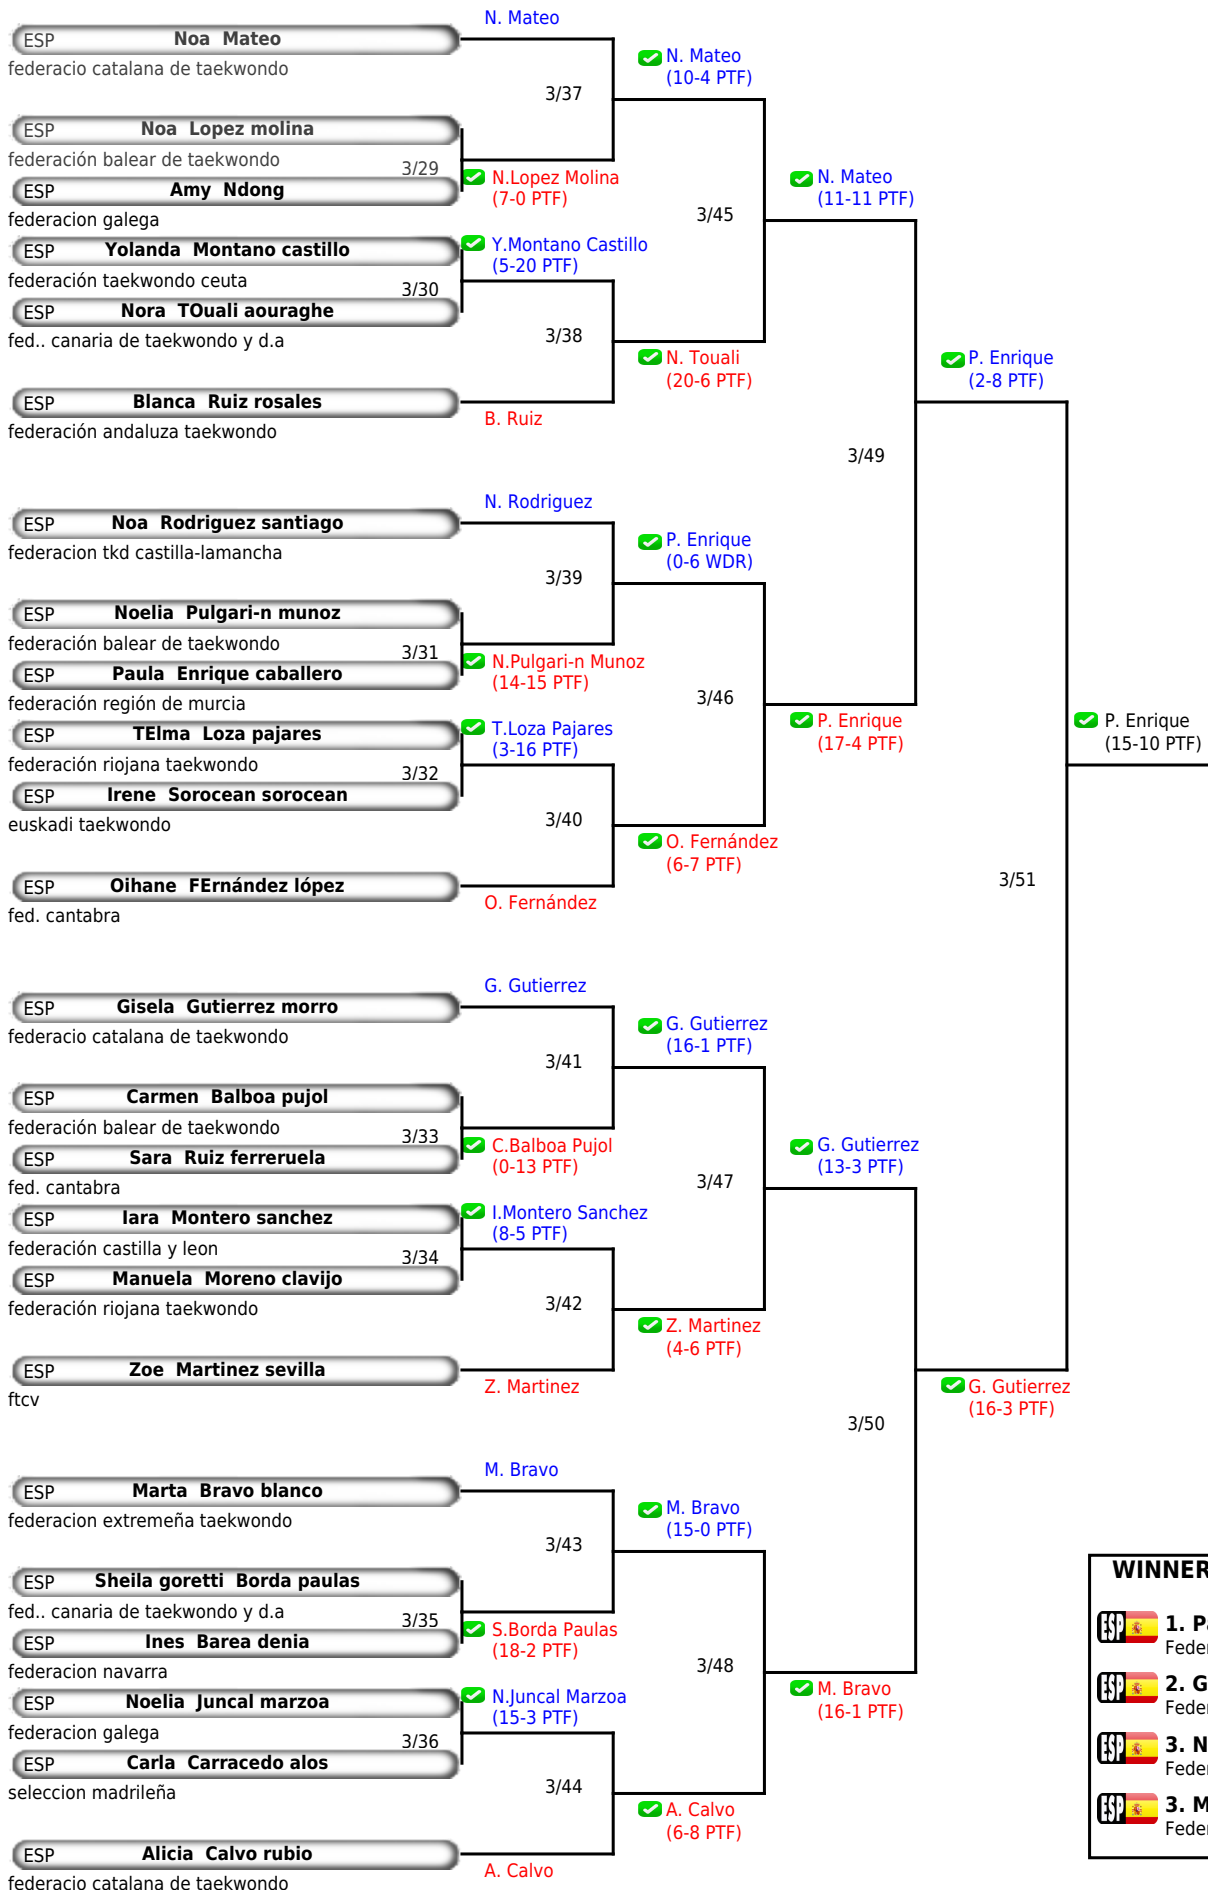 N. Mateo
ESP Noa Mateo
federacio catalana de taekwondo
N. Mateo
(10-4 PTF)
3/37
ESP Noa Lopez molina
federación balear de taekwondo
3/29
N.Lopez Molina
(7-0 PTF)
ESP Amy Ndong
federacion galega
N. Mateo
(11-11 PTF)
3/45
ESP Yolanda Montano castillo
federación taekwondo ceuta
Y.Montano Castillo
(5-20 PTF)
3/30
ESP Nora TOuali aouraghe
fed.. canaria de taekwondo y d.a
3/38
N. Touali
(20-6 PTF)
P. Enrique
(2-8 PTF)
ESP Blanca Ruiz rosales
federación andaluza taekwondo
B. Ruiz
3/49
N. Rodriguez
ESP Noa Rodriguez santiago
federacion tkd castilla-lamancha
P. Enrique
(0-6 WDR)
3/39
ESP Noelia Pulgari-n munoz
federación balear de taekwondo
3/31
N.Pulgari-n Munoz
(14-15 PTF)
ESP Paula Enrique caballero
federación región de murcia
3/46
P. Enrique
(17-4 PTF)
P. Enrique
(15-10 PTF)
ESP TElma Loza pajares
federación riojana taekwondo
T.Loza Pajares
(3-16 PTF)
3/32
ESP Irene Sorocean sorocean
euskadi taekwondo
3/40
O. Fernández
(6-7 PTF)
ESP Oihane FErnández lópez
fed. cantabra
O. Fernández
3/51
G. Gutierrez
ESP Gisela Gutierrez morro
federacio catalana de taekwondo
G. Gutierrez
(16-1 PTF)
3/41
ESP Carmen Balboa pujol
federación balear de taekwondo
3/33
C.Balboa Pujol
(0-13 PTF)
ESP Sara Ruiz ferreruela
fed. cantabra
G. Gutierrez
(13-3 PTF)
3/47
ESP Iara Montero sanchez
federación castilla y leon
I.Montero Sanchez
(8-5 PTF)
3/34
ESP Manuela Moreno clavijo
federación riojana taekwondo
3/42
Z. Martinez
(4-6 PTF)
ESP Zoe Martinez sevilla
ftcv
Z. Martinez
G. Gutierrez
(16-3 PTF)
3/50
M. Bravo
ESP Marta Bravo blanco
federacion extremeña taekwondo
M. Bravo
(15-0 PTF)
3/43
ESP Sheila goretti Borda paulas
fed.. canaria de taekwondo y d.a
3/35
S.Borda Paulas
(18-2 PTF)
ESP Ines Barea denia
federacion navarra
3/48
M. Bravo
(16-1 PTF)
ESP Noelia Juncal marzoa
federacion galega
N.Juncal Marzoa
(15-3 PTF)
3/36
ESP Carla Carracedo alos
seleccion madrileña
3/44
A. Calvo
(6-8 PTF)
ESP Alicia Calvo rubio
federacio catalana de taekwondo
A. Calvo
WINNER
ESP 1. Pa
Feder
ESP 2. G
Feder
ESP 3. N
Feder
ESP 3. M
Feder